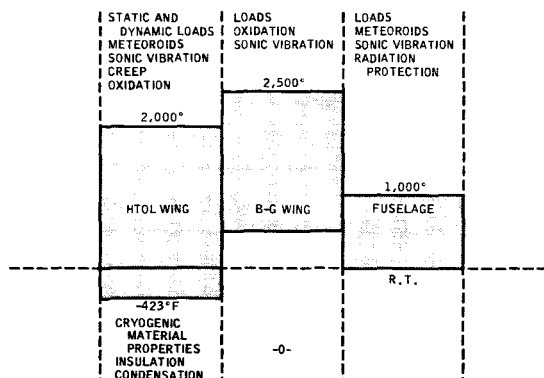 STATIC AND
DYNAMIC LOADS
METEOROIDS
SONIC VIBRATION
CREEP
OXIDATION
LOADS
OXIDATION
SONIC VIBRATION
LOADS
METEOROIDS
SONIC VIBRATION
RADIATION
PROTECTION
2,000°
2,500°
1,000°
HTOL WING
B-G WING
FUSELAGE
R.T.
-423°F
CRYOGENIC
MATERIAL
PROPERTIES
INSULATION
CONDENSATION
-0-